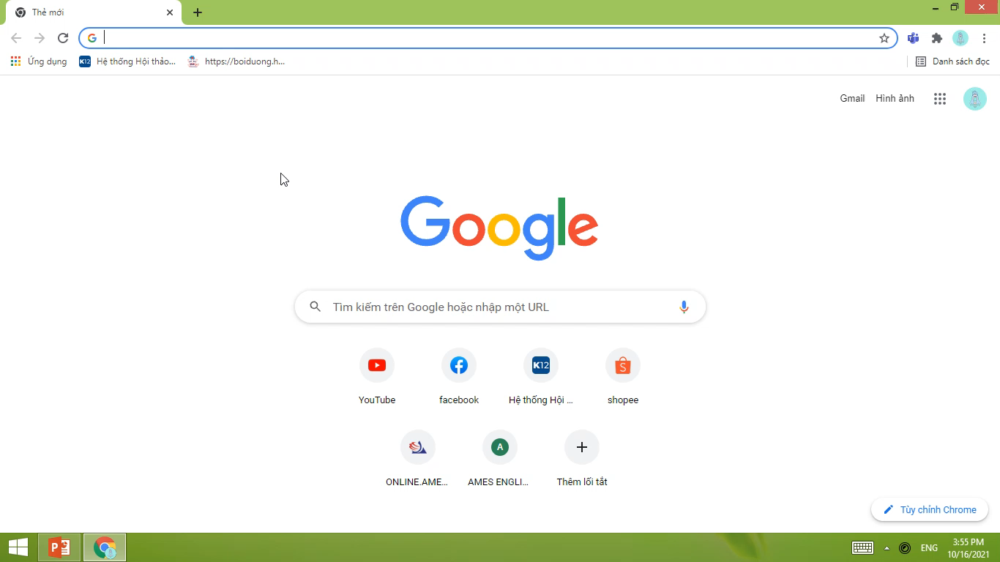 Thẻ mới
Ứng dụng
K12
Hệ thống Hội thảo...
https://boiduong.h...
Danh sách đọc
Gmail
Hình ảnh
Google
Tìm kiếm trên Google hoặc nhập một URL
K12
S
YouTube
facebook
Hệ thống Hội ...
shopee
A
ONLINE.AME...
AMES ENGLI...
Thêm lối tắt
Tùy chỉnh Chrome
P
ENG
3:55 PM
10/16/2021